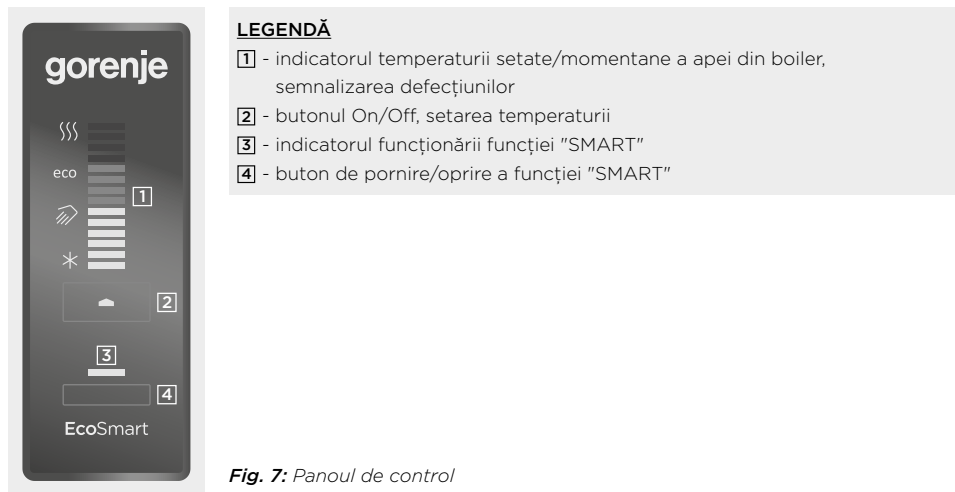 gorenje
eco
1
2
3
4
EcoSmart
LEGENDĂ
1 - indicatorul temperaturii setate/momentane a apei din boiler,
semnalizarea defecțiunilor
2 - butonul On/Off, setarea temperaturii
3 - indicatorul funcționării funcției "SMART"
4 - buton de pornire/oprire a funcției "SMART"
Fig. 7: Panoul de control